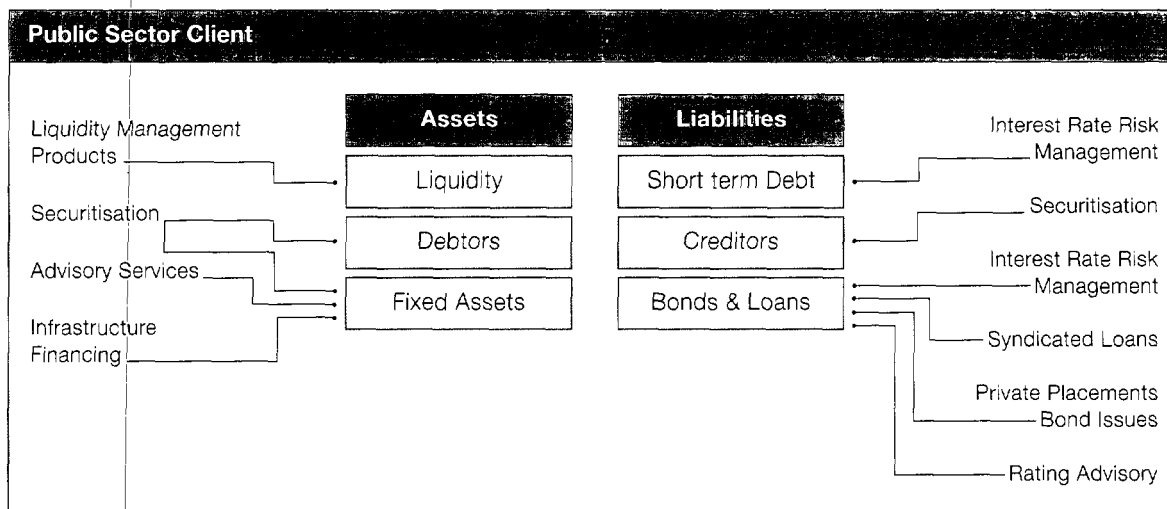 Public Sector Client
Liquidity Management
Products
Securitisation
Advisory Services
Infrastructure
Financing
Assets
Liquidity
Debtors
Fixed Assets
Liabilities
Short term Debt
Creditors
Bonds & Loans
Interest Rate Risk
Management
Securitisation
Interest Rate Risk
Management
Syndicated Loans
Private Placements
Bond Issues
Rating Advisory